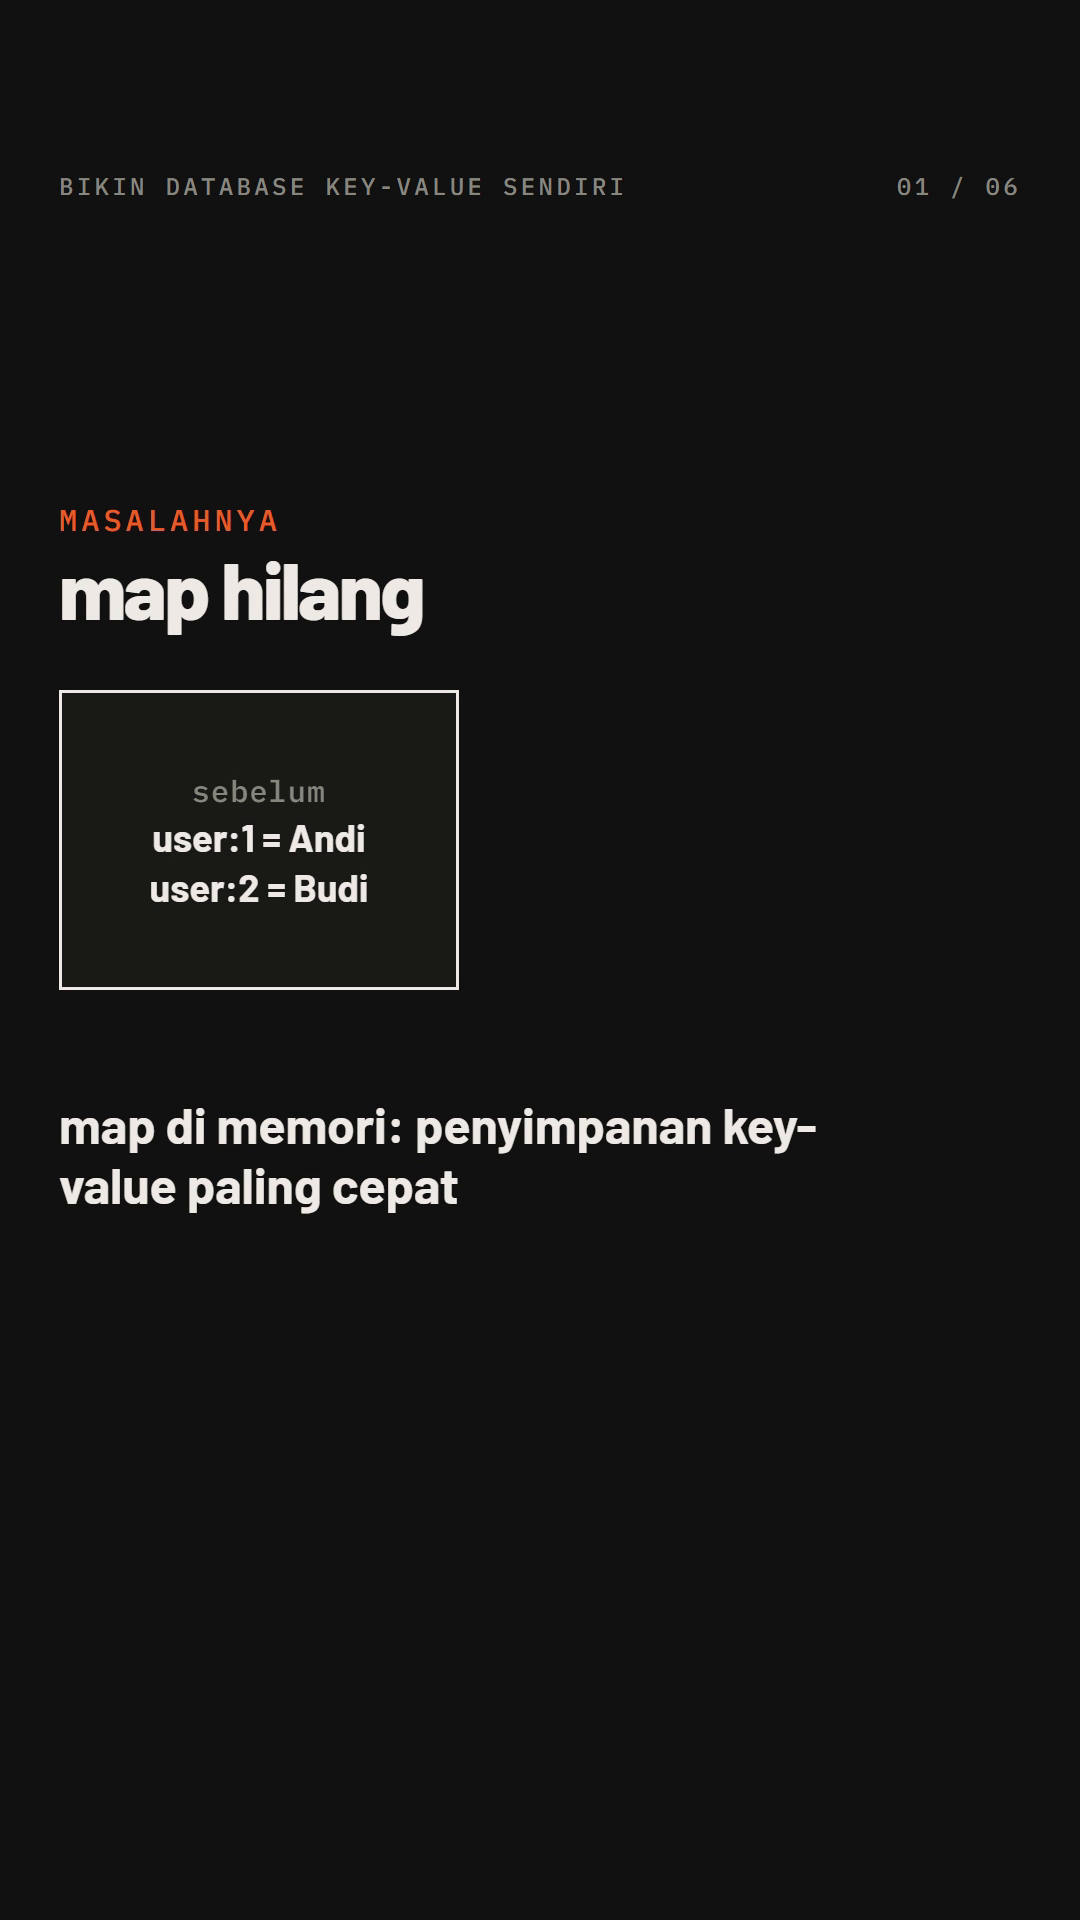 BIKIN DATABASE KEY-VALUE SENDIRI
01 / 06
MASALAHNYA
map hilang
sebelum
user:1 = Andi
user:2 = Budi
map di memori: penyimpanan key-
value paling cepat